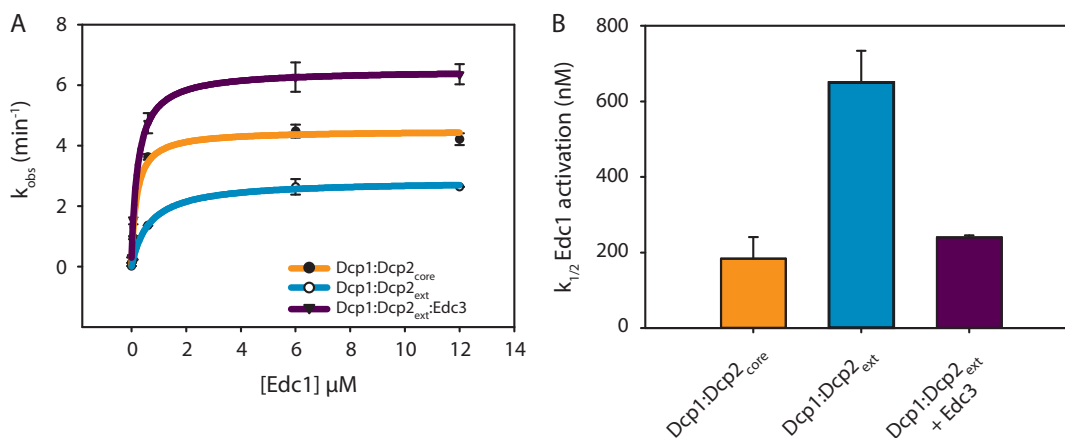 A
8
6
4
2
0
k_obs (min⁻¹)
Dcp1:Dcp2_core
Dcp1:Dcp2_ext
Dcp1:Dcp2_ext:Edc3
0 2 4 6 8 10 12 14
[Edc1] µM
B
800
600
400
200
0
k_1/2 Edc1 activation (nM)
Dcp1:Dcp2_core
Dcp1:Dcp2_ext
Dcp1:Dcp2_ext
+ Edc3